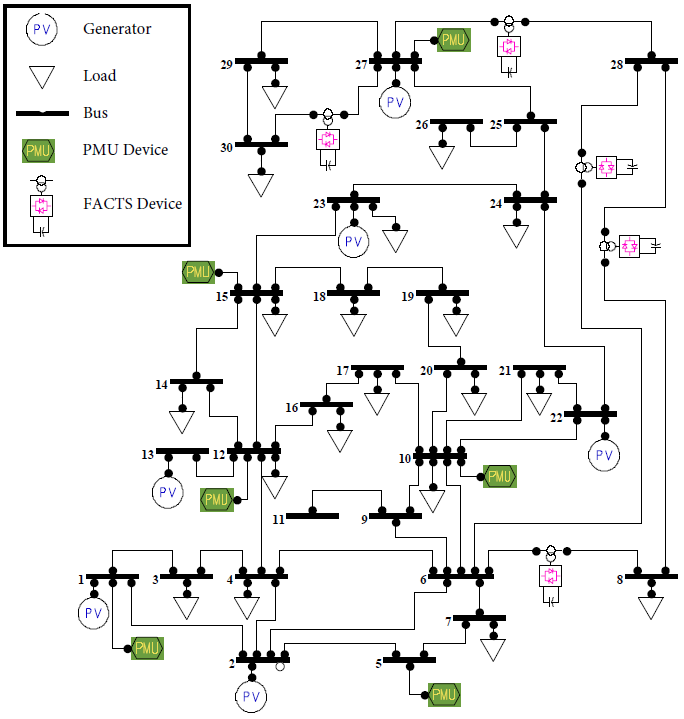 PV Generator
Load
Bus
PMU PMU Device
FACTS Device
29
27
PMU
28
PV
26
25
30
23
24
PV
PMU
15
18
19
17
20
21
14
16
22
13
12
10
PV
PV
PMU
PMU
11
9
1
3
4
6
8
PV
7
PMU
2
5
PV
PMU